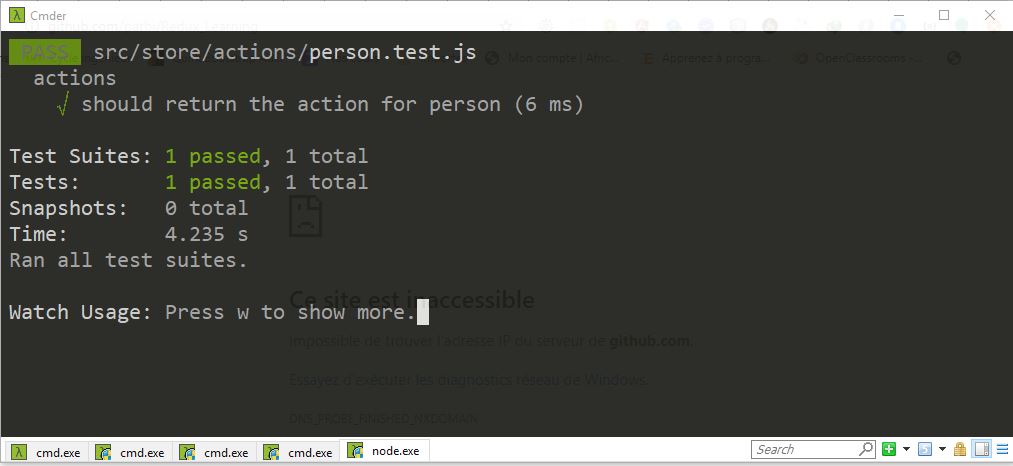 Cmder
github.com/
PASS src/store/actions/person.test.js
Mon compte | Afric...
Apprenez à progra...
OpenClassrooms - ...
actions
√ should return the action for person (6 ms)
Test Suites: 1 passed, 1 total
Tests: 1 passed, 1 total
Snapshots: 0 total
Time: 4.235 s
Ran all test suites.
Ce site est inaccessible
Watch Usage: Press w to show more.
Impossible de trouver l'adresse IP du serveur de github.com.
Essayez d'exécuter les diagnostics réseau de Windows.
DNS_PROBE_FINISHED_NXDOMAIN
λ cmd.exe cmd.exe cmd.exe cmd.exe node.exe Search